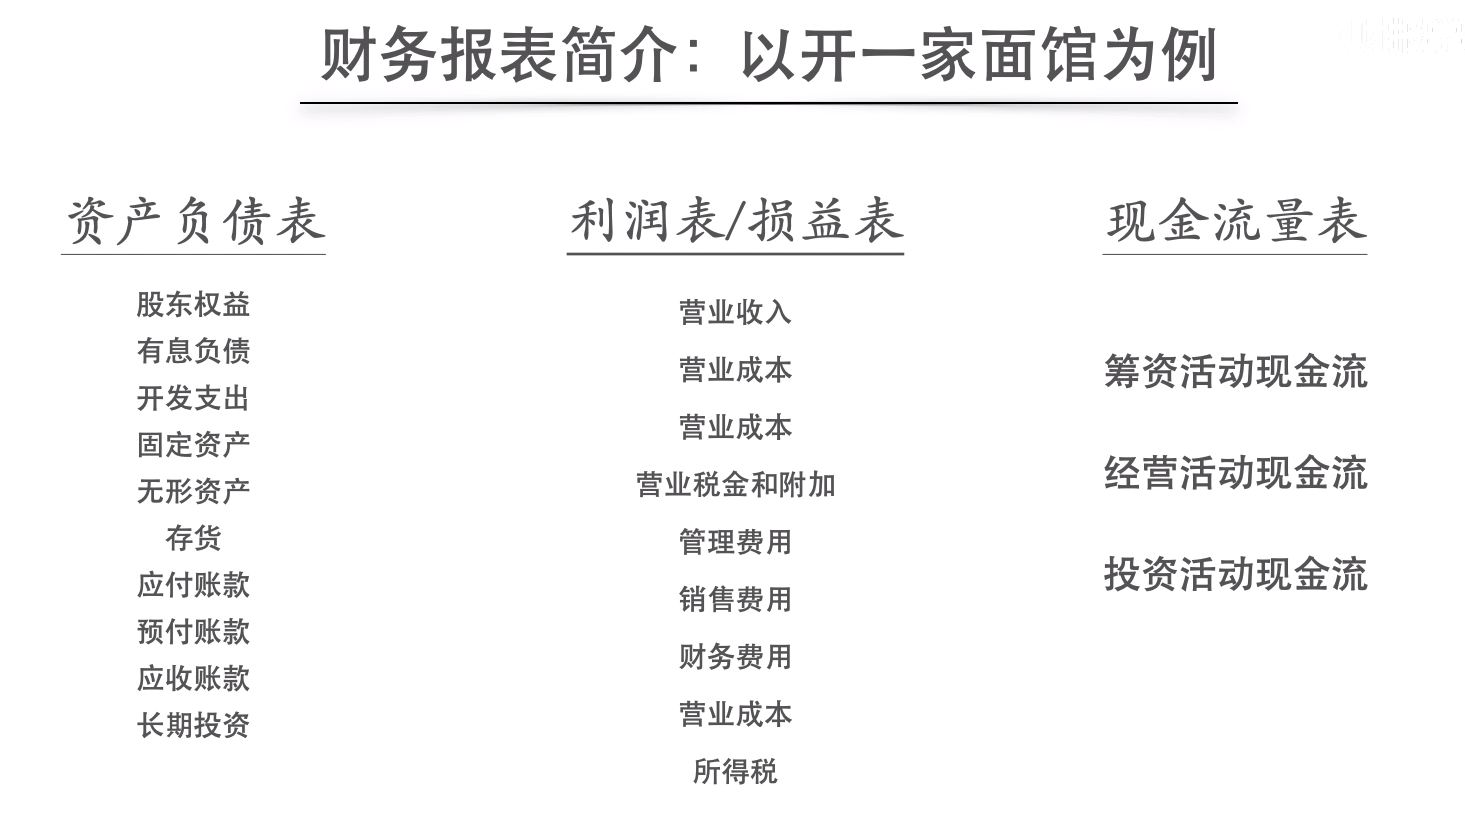 财务报表简介：以开一家面馆为例
资产负债表
股东权益
有息负债
开发支出
固定资产
无形资产
存货
应付账款
预付账款
应收账款
长期投资
利润表/损益表
营业收入
营业成本
营业成本
营业税金和附加
管理费用
销售费用
财务费用
营业成本
所得税
现金流量表
筹资活动现金流
经营活动现金流
投资活动现金流